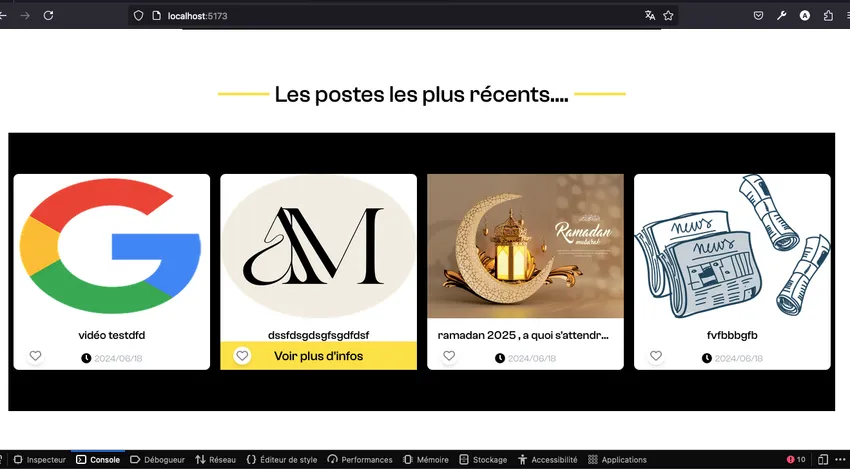 localhost:5173
Les postes les plus récents....
AM
Ramadan
mubarak
news
news
vidéo testdfd
dssfdsgdsgfsgdfdsf
ramadan 2025 , a quoi s'attendr...
fvfbbbgfb
2024/06/18
Voir plus d'infos
2024/06/18
2024/06/18
Inspecteur Console Débogueur Réseau Éditeur de style Performances Mémoire Stockage Accessibilité Applications 10